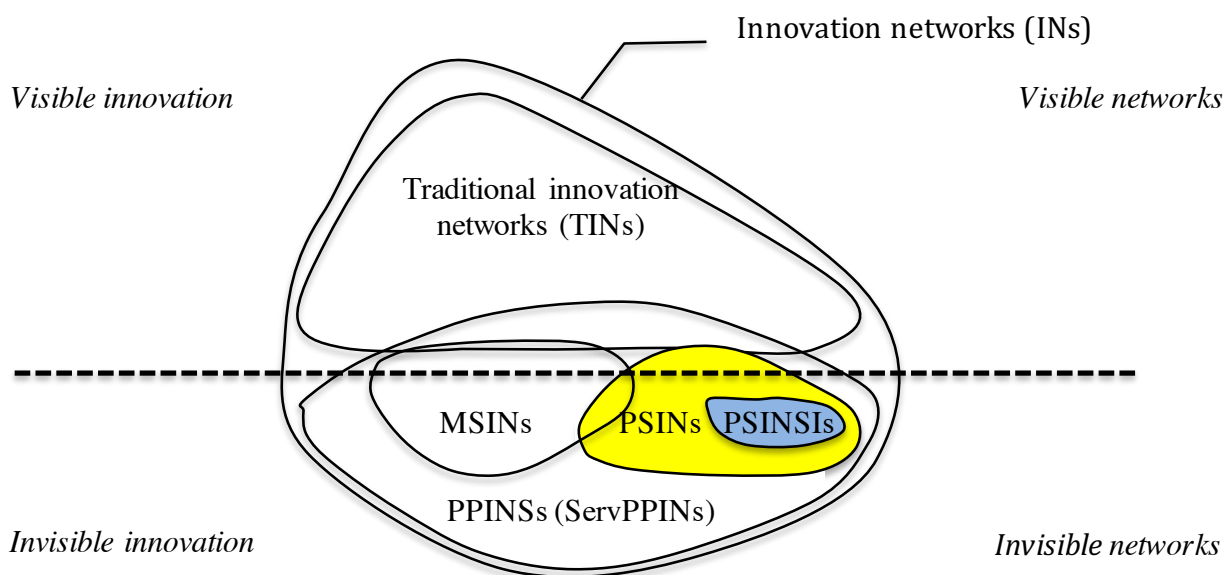 Innovation networks (INs)
Visible innovation
Visible networks
Traditional innovation
networks (TINs)
MSINs
PSINs
PSINSIs
PPINSs (ServPPINs)
Invisible innovation
Invisible networks